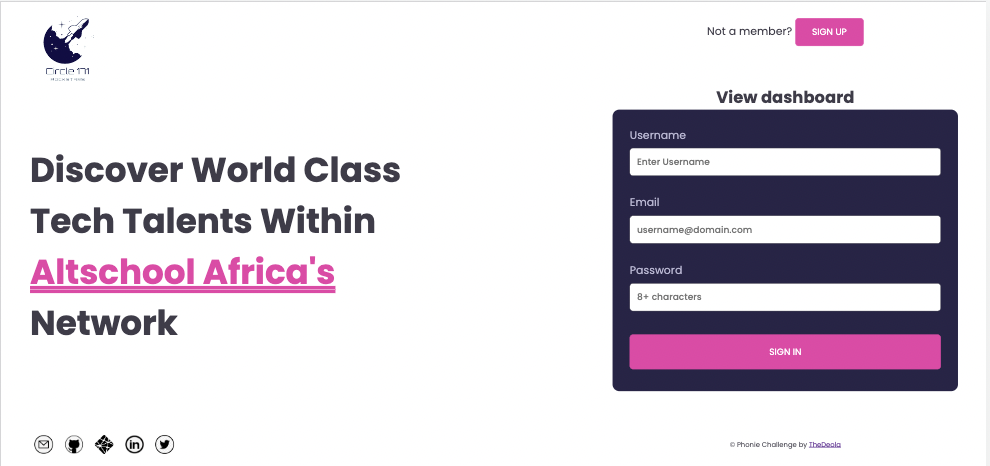 Circle 171
Not a member? SIGN UP
Discover World Class
Tech Talents Within
Altschool Africa's
Network
View dashboard
Username
Enter Username
Email
username@domain.com
Password
8+ characters
SIGN IN
© Phonie Challenge by TheDeola